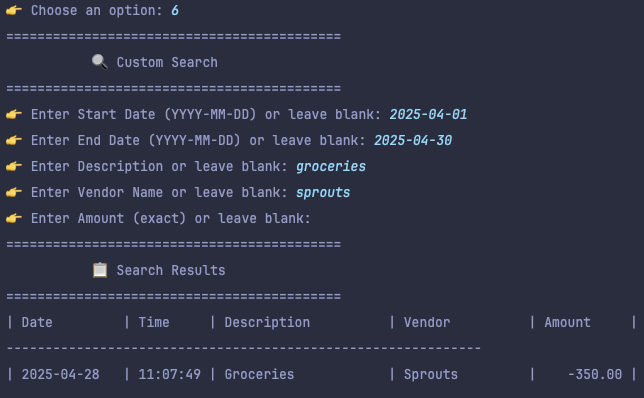 👉 Choose an option: 6
===========================================
🔍 Custom Search
===========================================
👉 Enter Start Date (YYYY-MM-DD) or leave blank: 2025-04-01
👉 Enter End Date (YYYY-MM-DD) or leave blank: 2025-04-30
👉 Enter Description or leave blank: groceries
👉 Enter Vendor Name or leave blank: sprouts
👉 Enter Amount (exact) or leave blank:
===========================================
📋 Search Results
===========================================
| Date         | Time     | Description          | Vendor          | Amount     |
-------------------------------------------------------------
| 2025-04-28   | 11:07:49 | Groceries            | Sprouts         |    -350.00 |